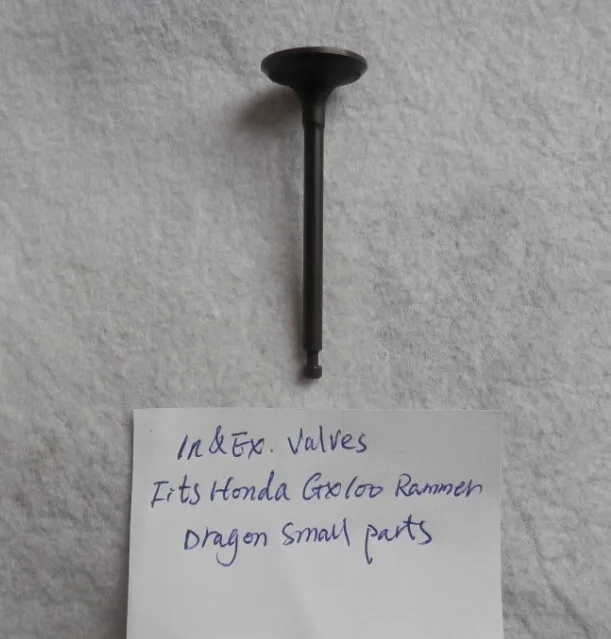 In & Ex. Valves
Fits Honda Gx100 Rammer
Dragon Small parts